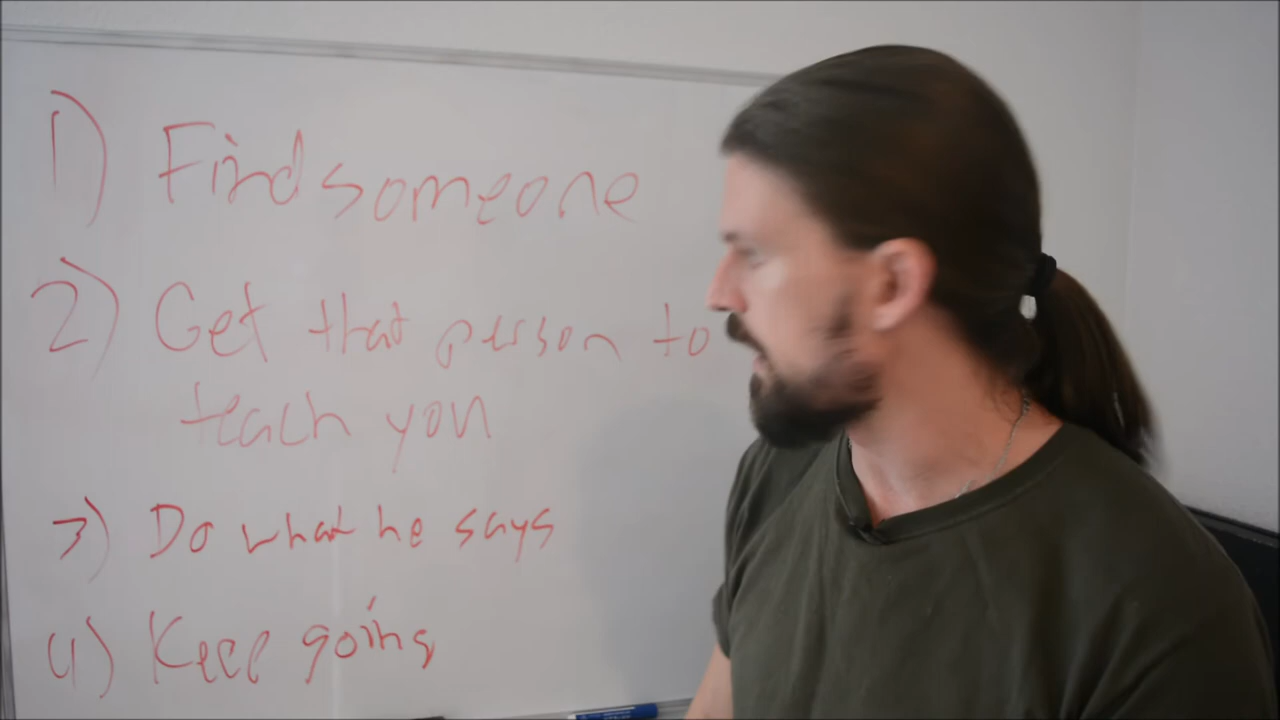 1) Find someone
2) Get that person to
teach you
3) Do what he says
4) Keep going